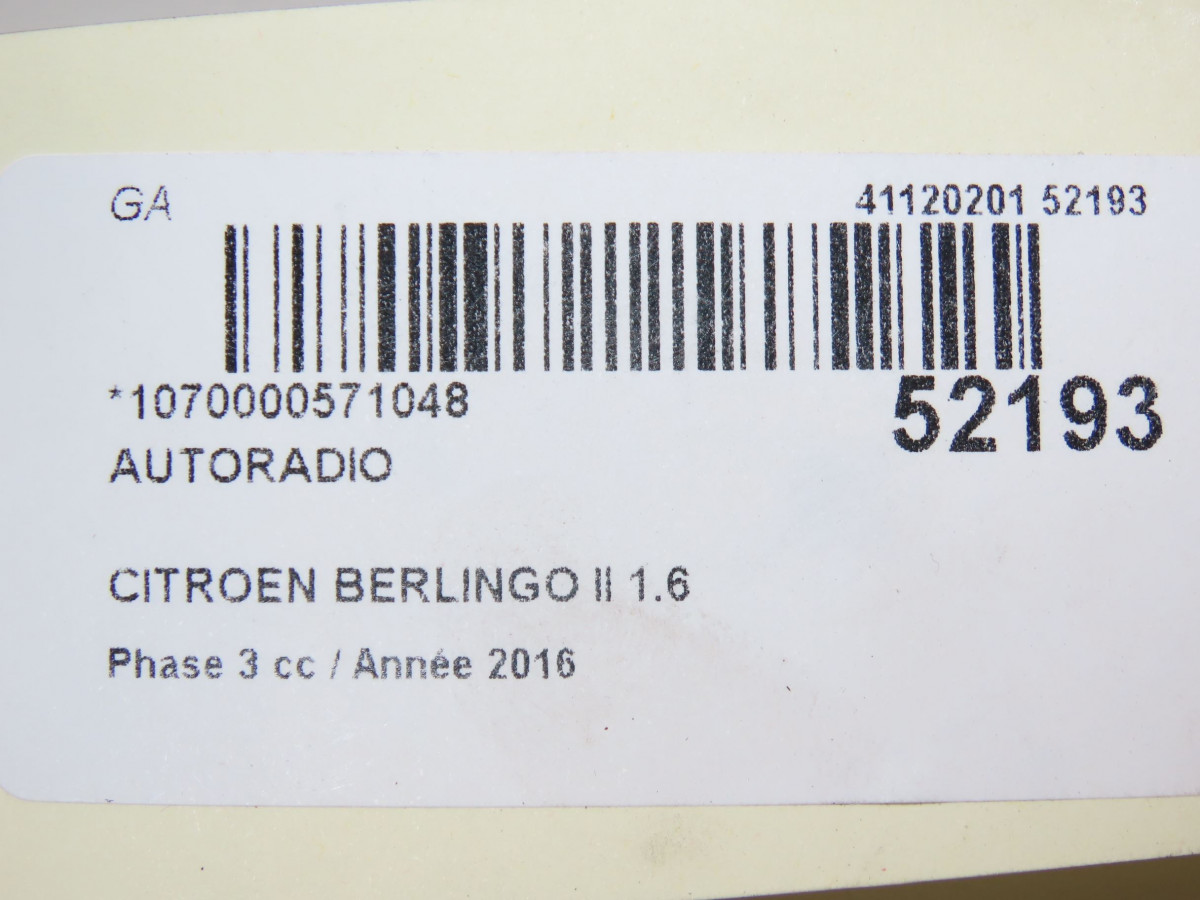 GA
41120201 52193
*1070000571048
52193
AUTORADIO
CITROEN BERLINGO II 1.6
Phase 3 cc / Année 2016